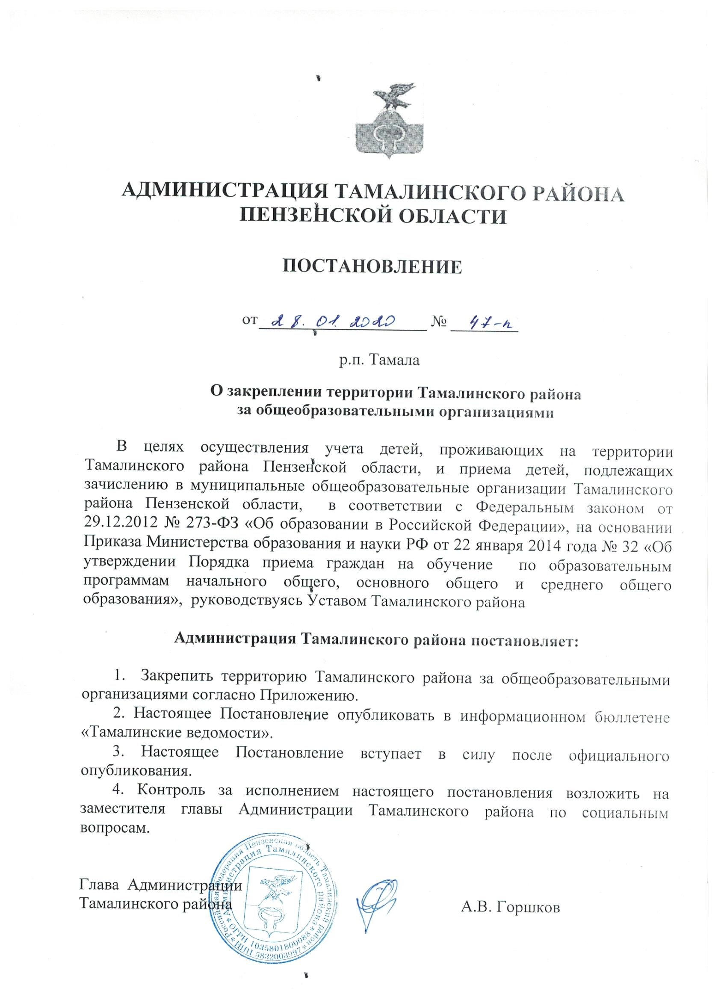 АДМИНИСТРАЦИЯ ТАМАЛИНСКОГО РАЙОНА
ПЕНЗЕНСКОЙ ОБЛАСТИ
ПОСТАНОВЛЕНИЕ
от 28.01.2020 № 47-п
р.п. Тамала
О закреплении территории Тамалинского района
за общеобразовательными организациями
В целях осуществления учета детей, проживающих на территории
Тамалинского района Пензенской области, и приема детей, подлежащих
зачислению в муниципальные общеобразовательные организации Тамалинского
района Пензенской области, в соответствии с Федеральным законом от
29.12.2012 № 273-ФЗ «Об образовании в Российской Федерации», на основании
Приказа Министерства образования и науки РФ от 22 января 2014 года № 32 «Об
утверждении Порядка приема граждан на обучение по образовательным
программам начального общего, основного общего и среднего общего
образования», руководствуясь Уставом Тамалинского района
Администрация Тамалинского района постановляет:
1. Закрепить территорию Тамалинского района за общеобразовательными
организациями согласно Приложению.
2. Настоящее Постановление опубликовать в информационном бюллетене
«Тамалинские ведомости».
3. Настоящее Постановление вступает в силу после официального
опубликования.
4. Контроль за исполнением настоящего постановления возложить на
заместителя главы Администрации Тамалинского района по социальным
вопросам.
Глава Администрации
Тамалинского района А.В. Горшков
Российская Федерация Пензенская область Тамалинский район
Администрация Тамалинского района
ОГРН 1035801800088
ИНН 5832003997